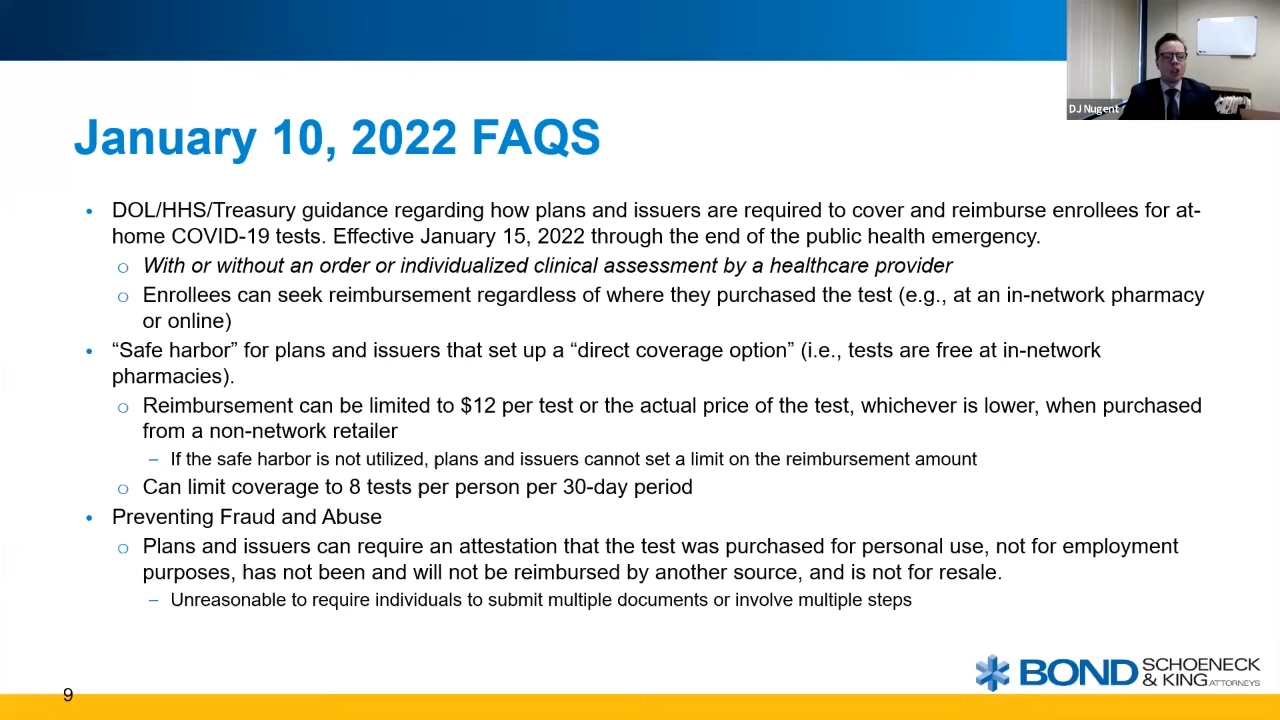 DJ Nugent
January 10, 2022 FAQS
• DOL/HHS/Treasury guidance regarding how plans and issuers are required to cover and reimburse enrollees for at-
home COVID-19 tests. Effective January 15, 2022 through the end of the public health emergency.
o With or without an order or individualized clinical assessment by a healthcare provider
o Enrollees can seek reimbursement regardless of where they purchased the test (e.g., at an in-network pharmacy
or online)
• “Safe harbor” for plans and issuers that set up a “direct coverage option” (i.e., tests are free at in-network
pharmacies).
o Reimbursement can be limited to $12 per test or the actual price of the test, whichever is lower, when purchased
from a non-network retailer
– If the safe harbor is not utilized, plans and issuers cannot set a limit on the reimbursement amount
o Can limit coverage to 8 tests per person per 30-day period
• Preventing Fraud and Abuse
o Plans and issuers can require an attestation that the test was purchased for personal use, not for employment
purposes, has not been and will not be reimbursed by another source, and is not for resale.
– Unreasonable to require individuals to submit multiple documents or involve multiple steps
BOND SCHOENECK
& KING ATTORNEYS
9